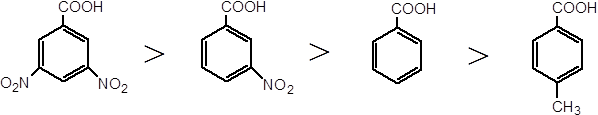 COOH > COOH > COOH > COOH
O₂N NO₂ NO₂ CH₃